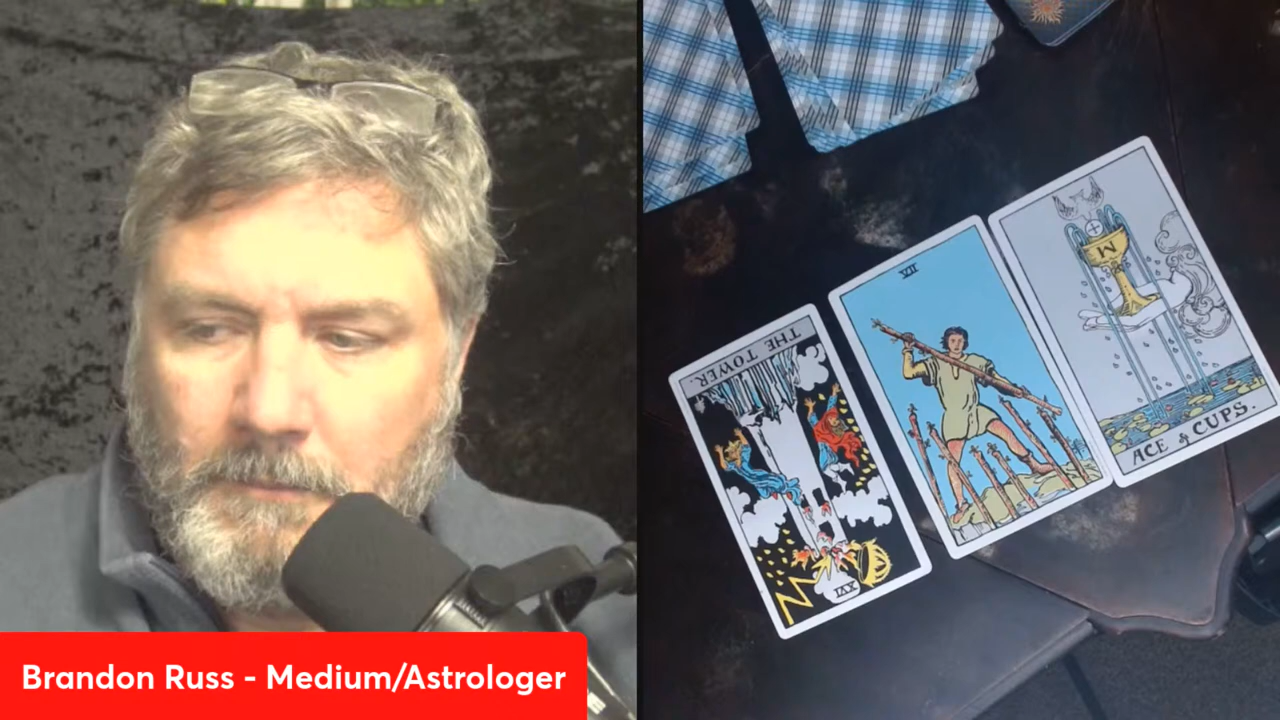 Brandon Russ - Medium/Astrologer
THE TOWER.
XVI
VII
M
ACE of CUPS.